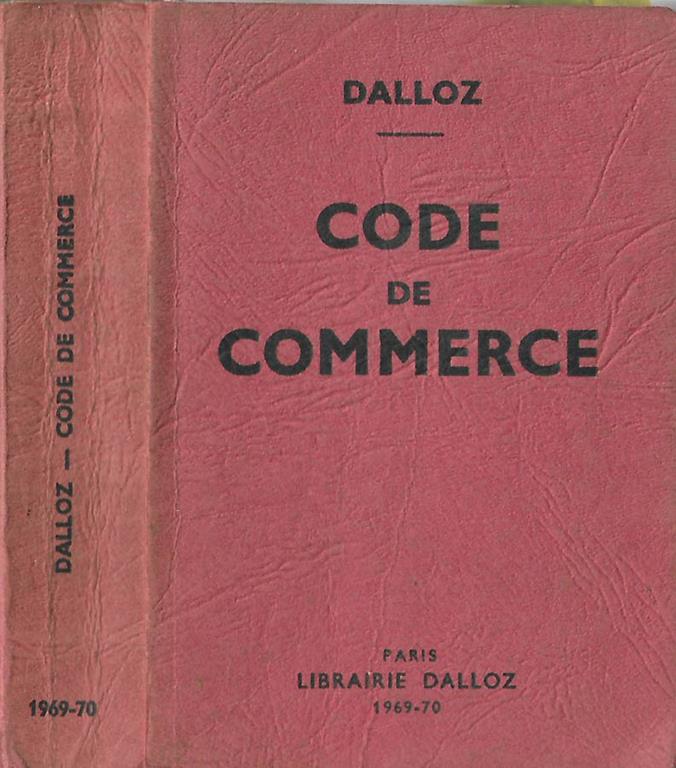 DALLOZ — CODE DE COMMERCE
1969-70
DALLOZ
CODE
DE
COMMERCE
PARIS
LIBRAIRIE DALLOZ
1969-70